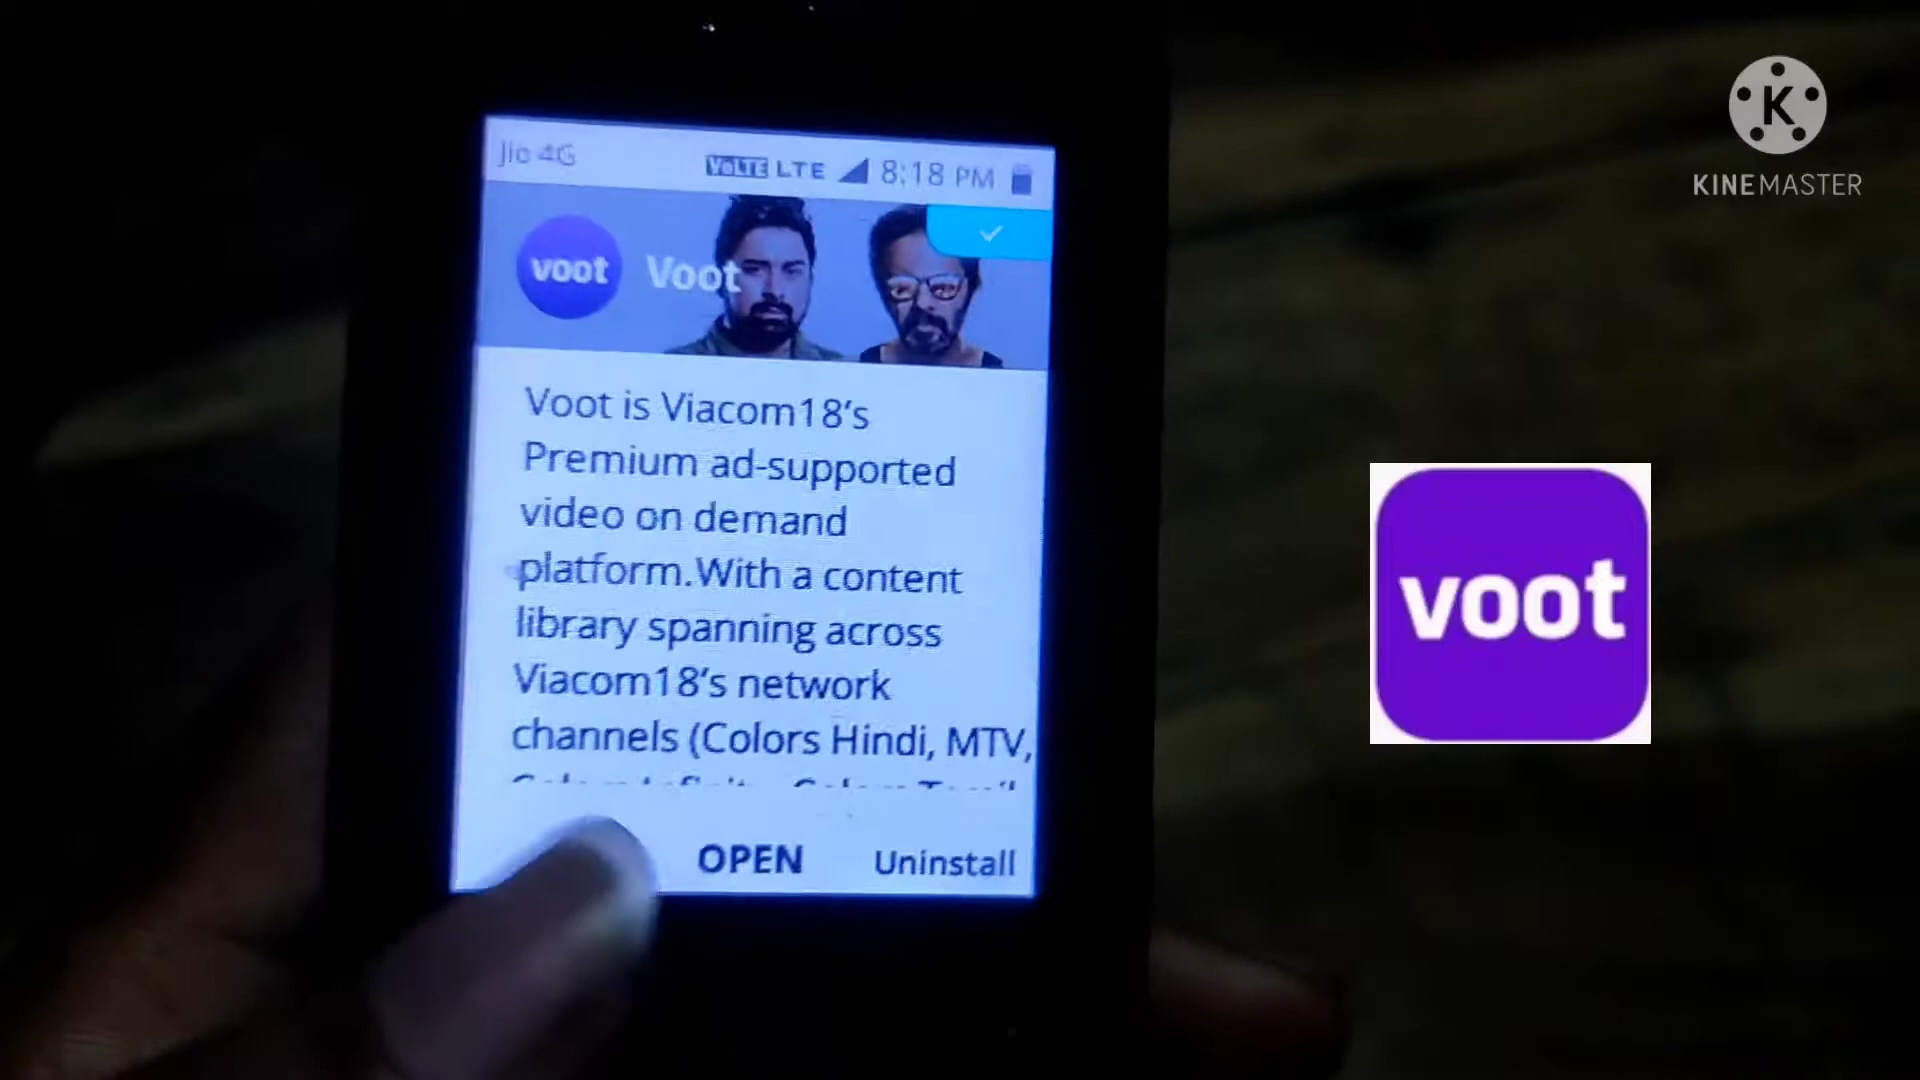 Jio 4G VoLTE LTE 8:18 PM
voot Voot
Voot is Viacom18's
Premium ad-supported
video on demand
platform.With a content
library spanning across
Viacom18's network
channels (Colors Hindi, MTV,
OPEN Uninstall
K
KINEMASTER
voot